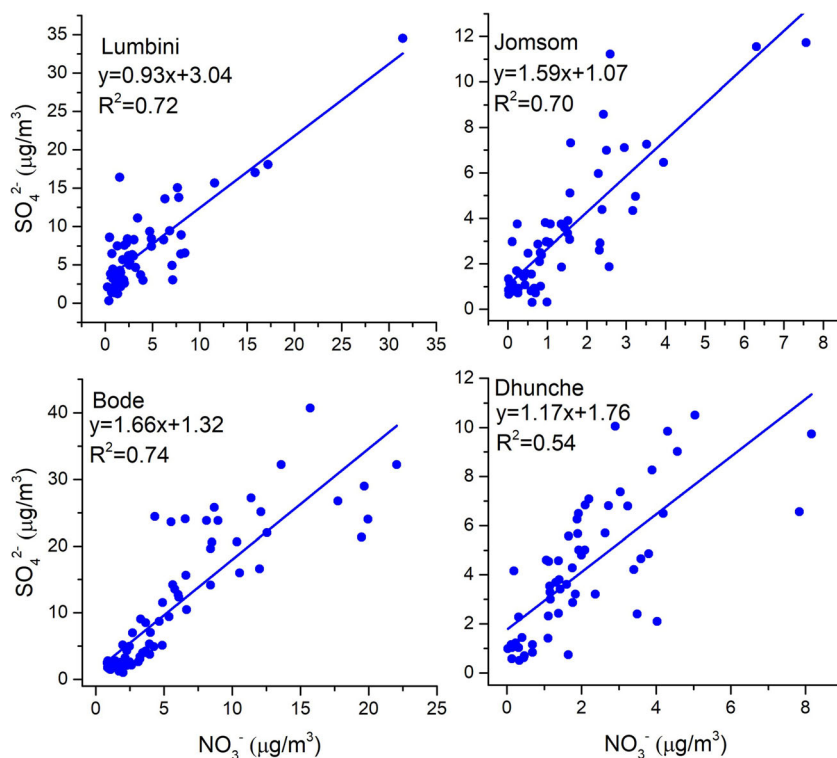 Lumbini
y=0.93x+3.04
R²=0.72
35
30
25
20
15
10
5
0
SO₄²⁻ (μg/m³)
0 5 10 15 20 25 30 35
Jomsom
y=1.59x+1.07
R²=0.70
12
10
8
6
4
2
0
0 1 2 3 4 5 6 7 8
Bode
y=1.66x+1.32
R²=0.74
40
30
20
10
0
SO₄²⁻ (μg/m³)
0 5 10 15 20 25
NO₃⁻ (μg/m³)
Dhunche
y=1.17x+1.76
R²=0.54
12
10
8
6
4
2
0
0 2 4 6 8
NO₃⁻ (μg/m³)